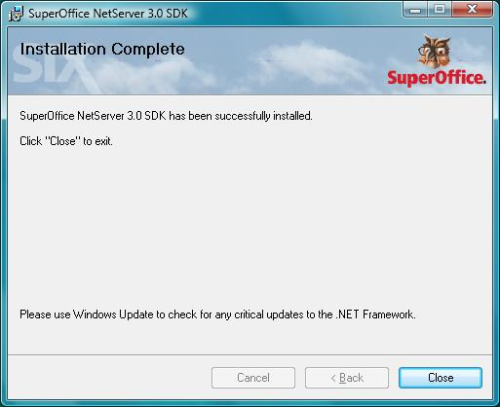 SuperOffice NetServer 3.0 SDK
Installation Complete
SIX
SuperOffice.
SuperOffice NetServer 3.0 SDK has been successfully installed.
Click "Close" to exit.
Please use Windows Update to check for any critical updates to the .NET Framework.
Cancel
< Back
Close